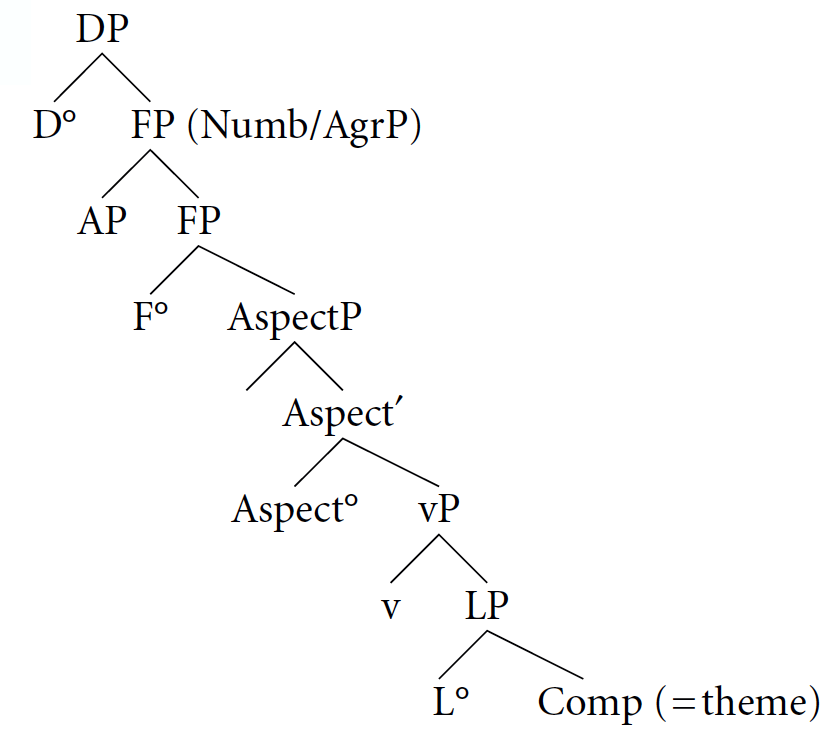 DP
D° FP (Numb/AgrP)
AP FP
F° AspectP
Aspect′
Aspect° vP
v LP
L° Comp (=theme)